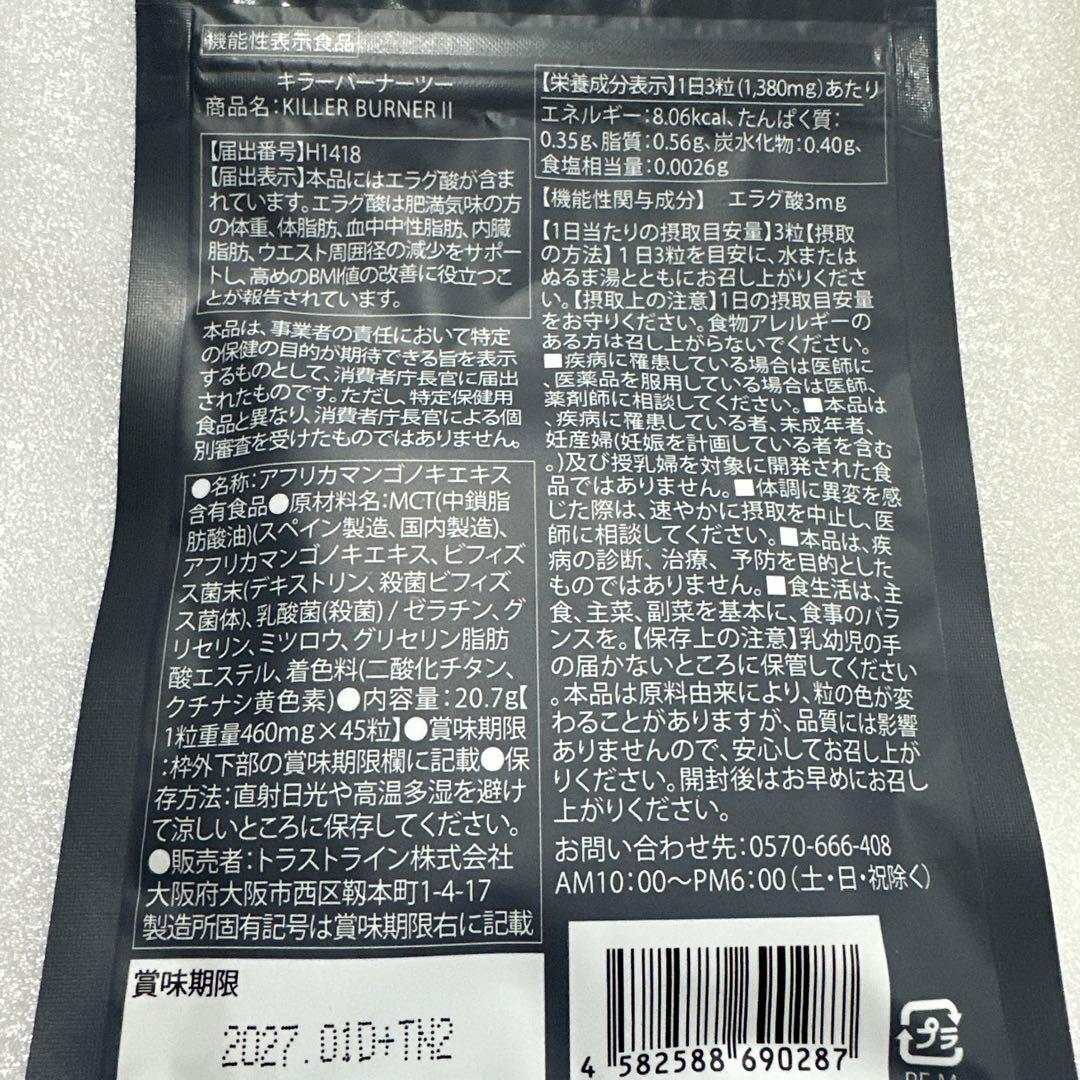 機能性表示食品
キラーバーナーツー
商品名:KILLER BURNER II
【届出番号】H1418
【届出表示】本品にはエラグ酸が含ま
れています。エラグ酸は肥満気味の方
の体重、体脂肪、血中中性脂肪、内臓
脂肪、ウエスト周囲径の減少をサポー
トし、高めのBMI値の改善に役立つこ
とが報告されています。
本品は、事業者の責任において特定
の保健の目的が期待できる旨を表示
するものとして、消費者庁長官に届出
されたものです。ただし、特定保健用
食品と異なり、消費者庁長官による個
別審査を受けたものではありません。
●名称:アフリカマンゴノキエキス
含有食品●原材料名:MCT(中鎖脂
肪酸油)(スペイン製造、国内製造)、
アフリカマンゴノキエキス、ビフィズ
ス菌末(デキストリン、殺菌ビフィズ
ス菌体)、乳酸菌(殺菌) / ゼラチン、グ
リセリン、ミツロウ、グリセリン脂肪
酸エステル、着色料(二酸化チタン、
クチナシ黄色素)●内容量:20.7g【
1粒重量460mg×45粒】●賞味期限
:枠外下部の賞味期限欄に記載●保
存方法:直射日光や高温多湿を避け
て涼しいところに保存してください。
●販売者:トラストライン株式会社
大阪府大阪市西区靱本町1-4-17
製造所固有記号は賞味期限右に記載
賞味期限
2027.01D+TN2
【栄養成分表示】1日3粒(1,380mg)あたり
エネルギー:8.06kcal、たんぱく質:
0.35g、脂質:0.56g、炭水化物:0.40g、
食塩相当量:0.0026g
【機能性関与成分】 エラグ酸3mg
【1日当たりの摂取目安量】3粒【摂取
の方法】1日3粒を目安に、水または
ぬるま湯とともにお召し上がりくださ
い。【摂取上の注意】1日の摂取目安量
をお守りください。食物アレルギーの
ある方は召し上がらないでください。
■疾病に罹患している場合は医師に
、医薬品を服用している場合は医師、
薬剤師に相談してください。■本品は
、疾病に罹患している者、未成年者、
妊産婦(妊娠を計画している者を含む
。)及び授乳婦を対象に開発された食
品ではありません。■体調に異変を感
じた際は、速やかに摂取を中止し、医
師に相談してください。■本品は、疾
病の診断、治療、予防を目的とした
ものではありません。■食生活は、主
食、主菜、副菜を基本に、食事のバラ
ンスを。【保存上の注意】乳幼児の手
の届かないところに保管してください
。本品は原料由来により、粒の色が変
わることがありますが、品質には影響
ありませんので、安心してお召し上が
りください。開封後はお早めにお召し
上がりください。
お問い合わせ先:0570-666-408
AM10:00〜PM6:00(土・日・祝除く)
4 582588 690287
プラ